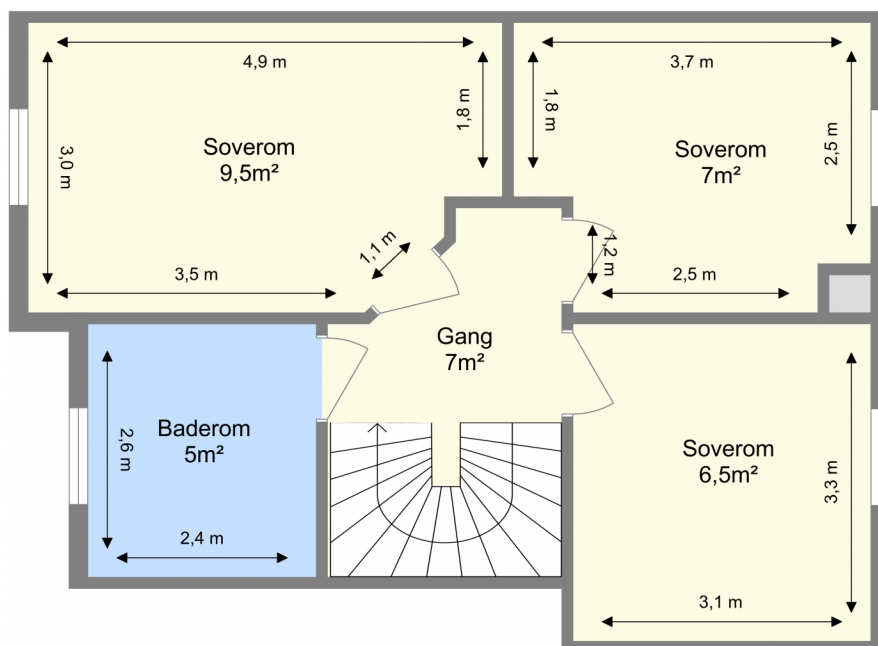 4,9 m
3,7 m
1,8 m
1,8 m
3,0 m
2,5 m
Soverom
9,5m²
Soverom
7m²
1,1 m
1,2 m
3,5 m
2,5 m
Gang
7m²
Baderom
5m²
2,6 m
Soverom
6,5m²
3,3 m
2,4 m
3,1 m